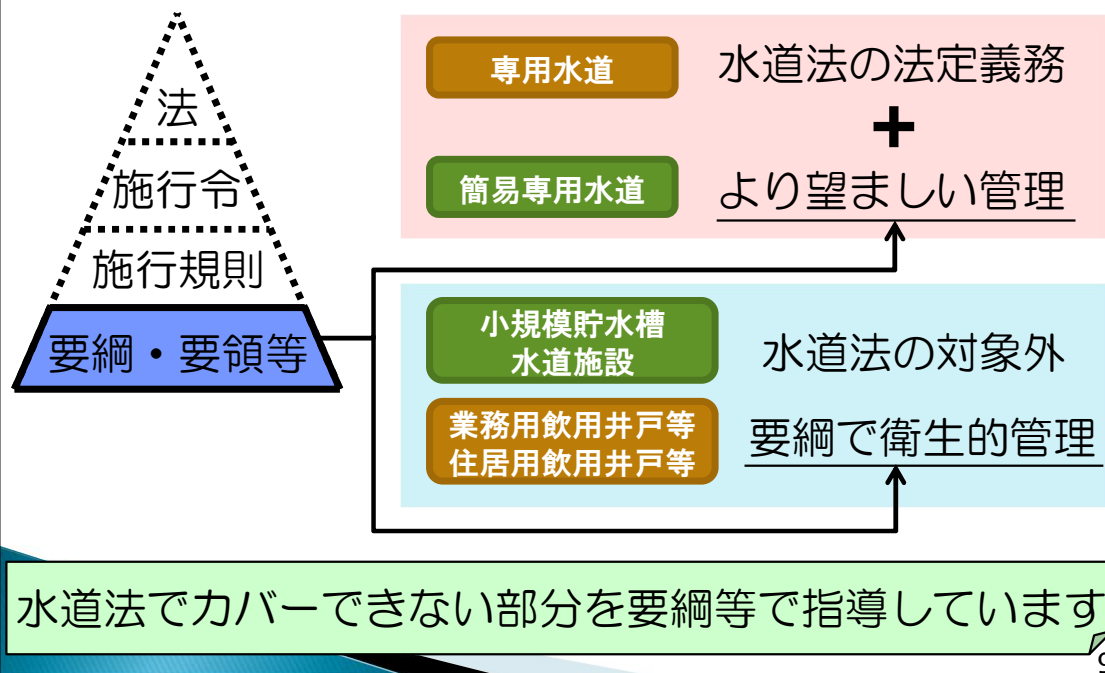 法
施行令
施行規則
要綱・要領等
専用水道
水道法の法定義務
+
簡易専用水道
より望ましい管理
小規模貯水槽
水道施設
水道法の対象外
業務用飲用井戸等
住居用飲用井戸等
要綱で衛生的管理
水道法でカバーできない部分を要綱等で指導しています